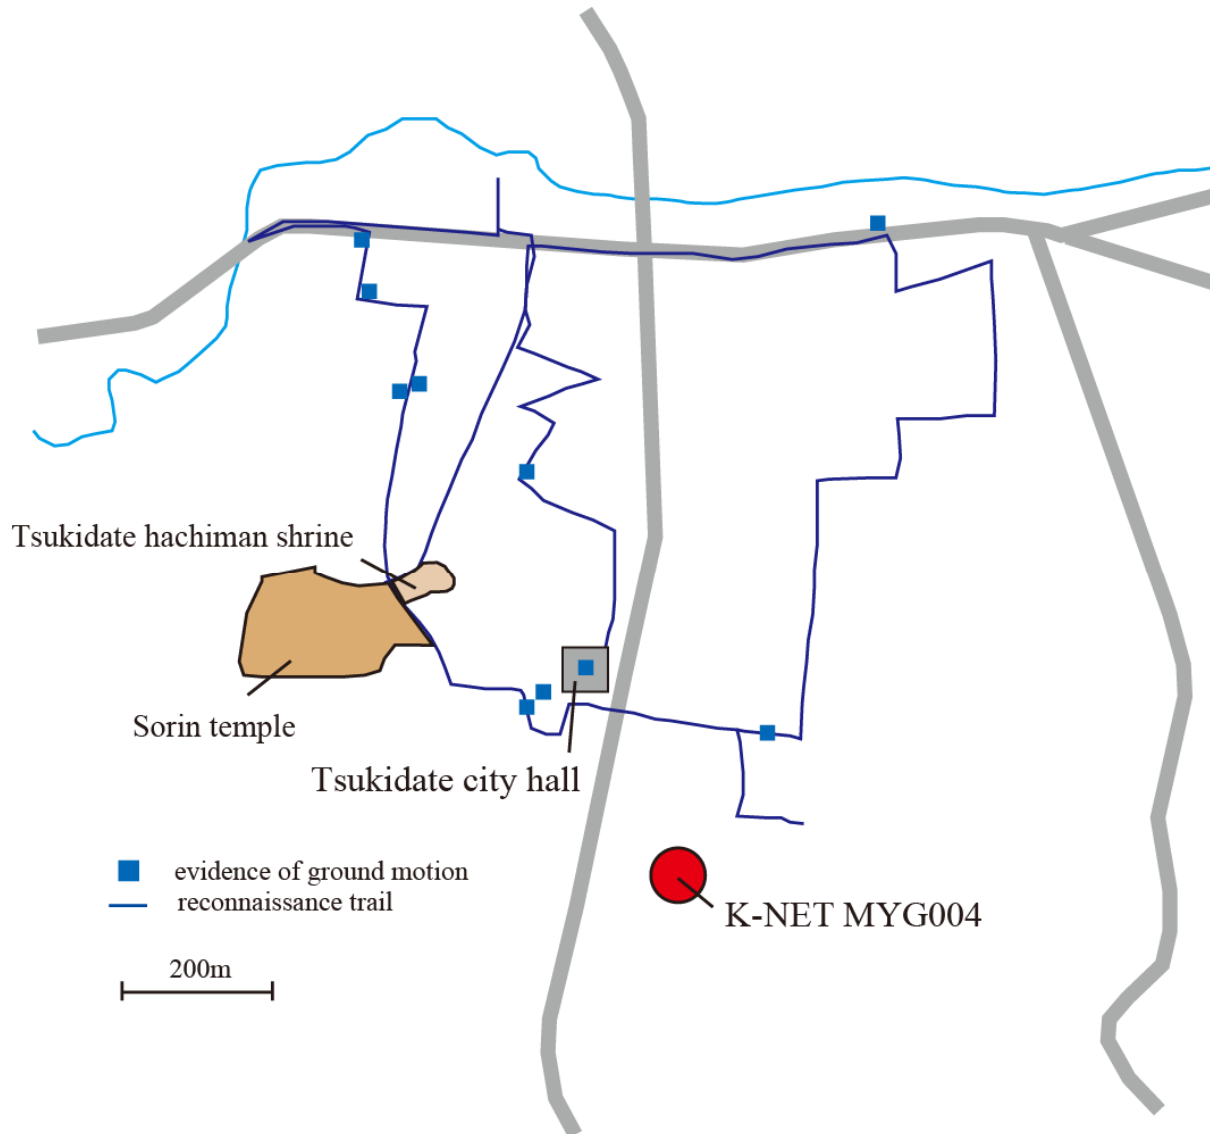 Tsukidate hachiman shrine
Sorin temple
Tsukidate city hall
evidence of ground motion
reconnaissance trail
K-NET MYG004
200m